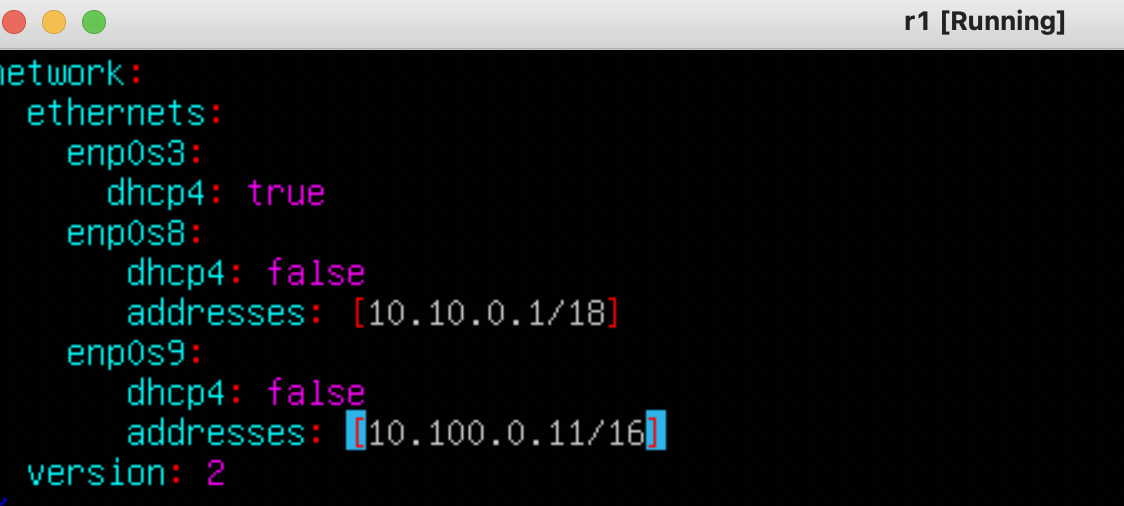 r1 [Running]
network:
  ethernets:
    enp0s3:
      dhcp4: true
    enp0s8:
       dhcp4: false
       addresses: [10.10.0.1/18]
    enp0s9:
       dhcp4: false
       addresses: [10.100.0.11/16]
  version: 2